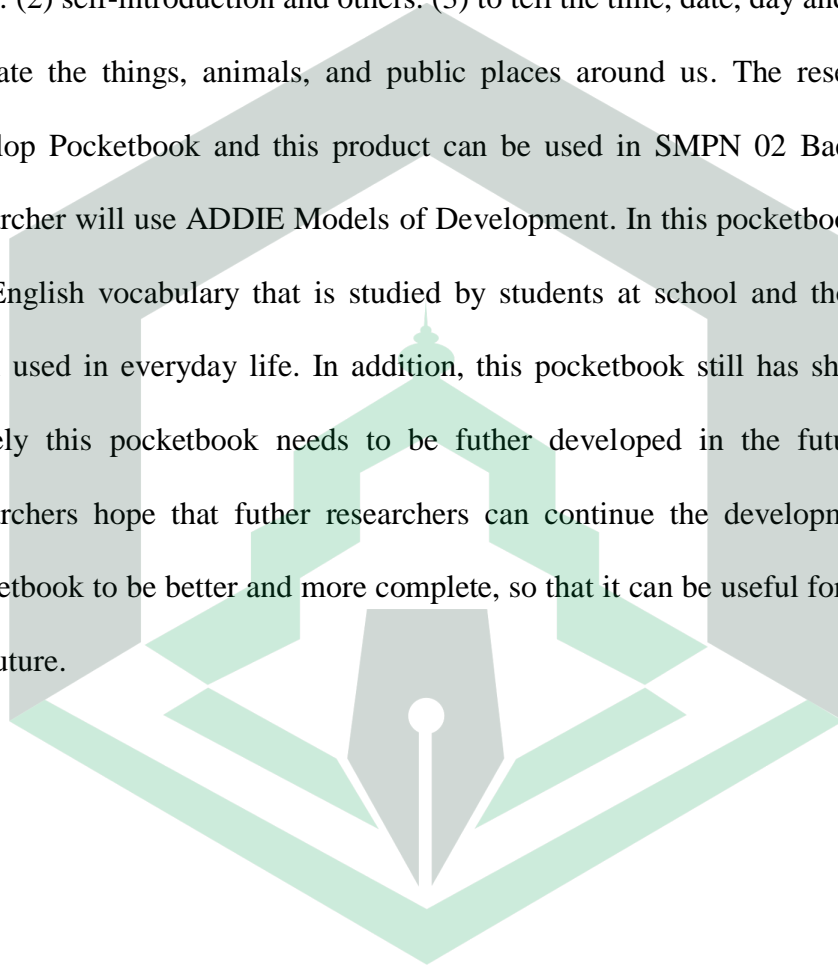 . (2) self-introduction and others. (3) to tell the time, date, day and
ate the things, animals, and public places around us. The rese
lop Pocketbook and this product can be used in SMPN 02 Ba
rcher will use ADDIE Models of Development. In this pocketboo
English vocabulary that is studied by students at school and the
used in everyday life. In addition, this pocketbook still has sh
ely this pocketbook needs to be futher developed in the futu
rchers hope that futher researchers can continue the developm
etbook to be better and more complete, so that it can be useful for
uture.